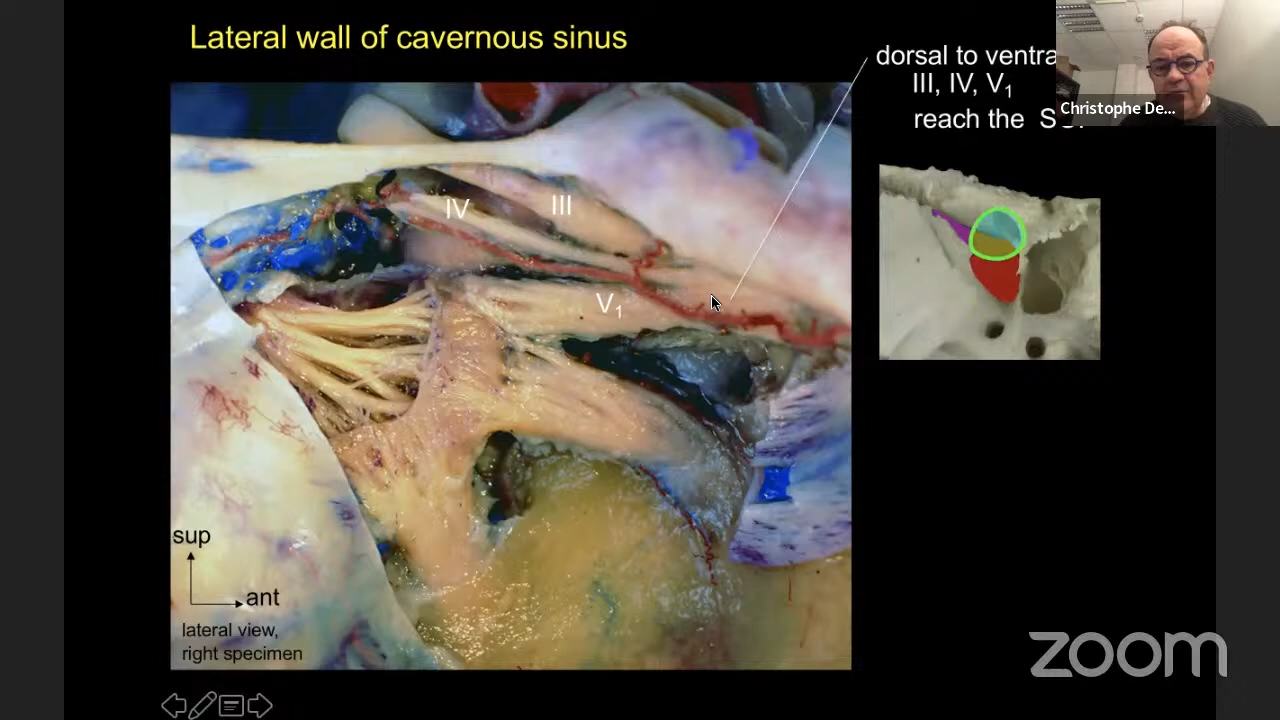 Lateral wall of cavernous sinus
dorsal to ventra
III, IV, V₁
reach the
Christophe De...
IV
III
V₁
sup
ant
lateral view,
right specimen
zoom